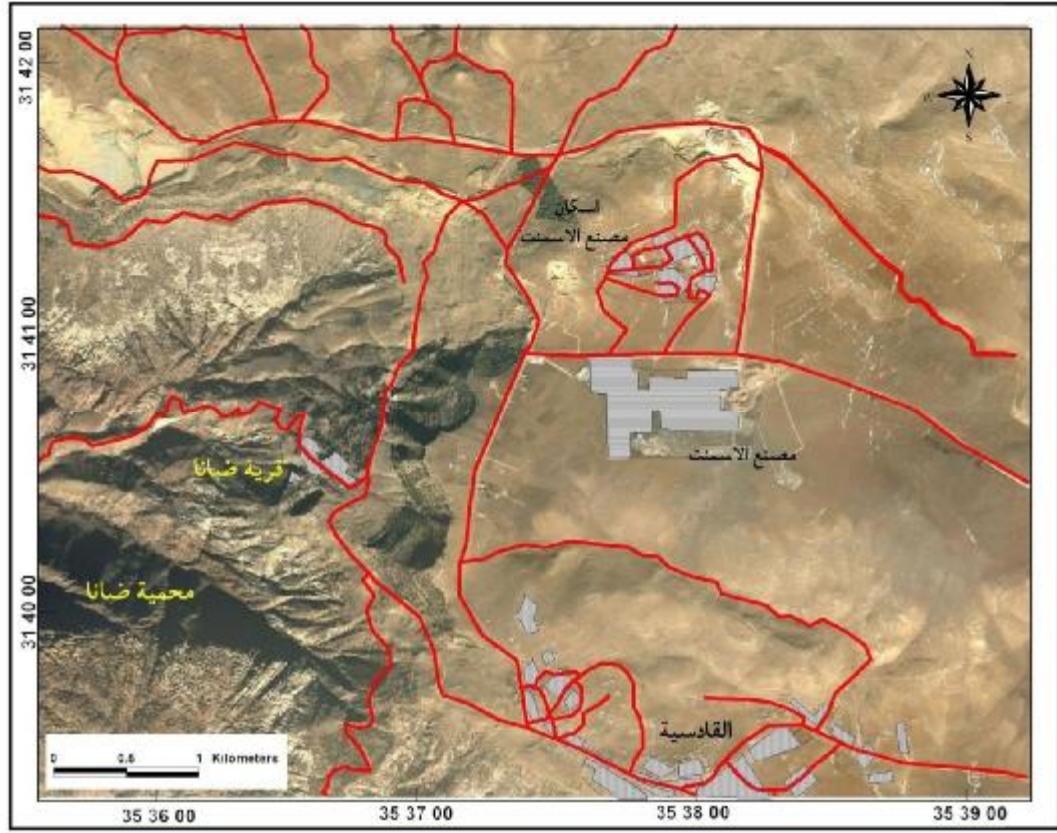 31 42 00
N
S
اسكان
مصنع الاسمنت
31 41 00
مصنع الاسمنت
قرية ضانا
محمية ضانا
31 40 00
القادسية
0 0.5 1 Kilometers
35 36 00 35 37 00 35 38 00 35 39 00